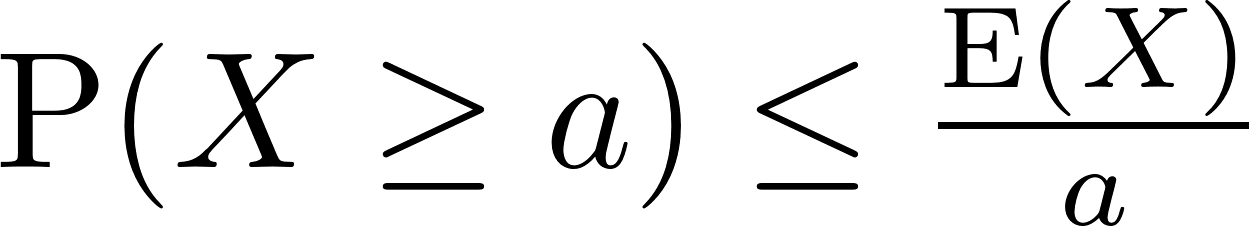 P(X ≥ a) ≤ E(X)/a